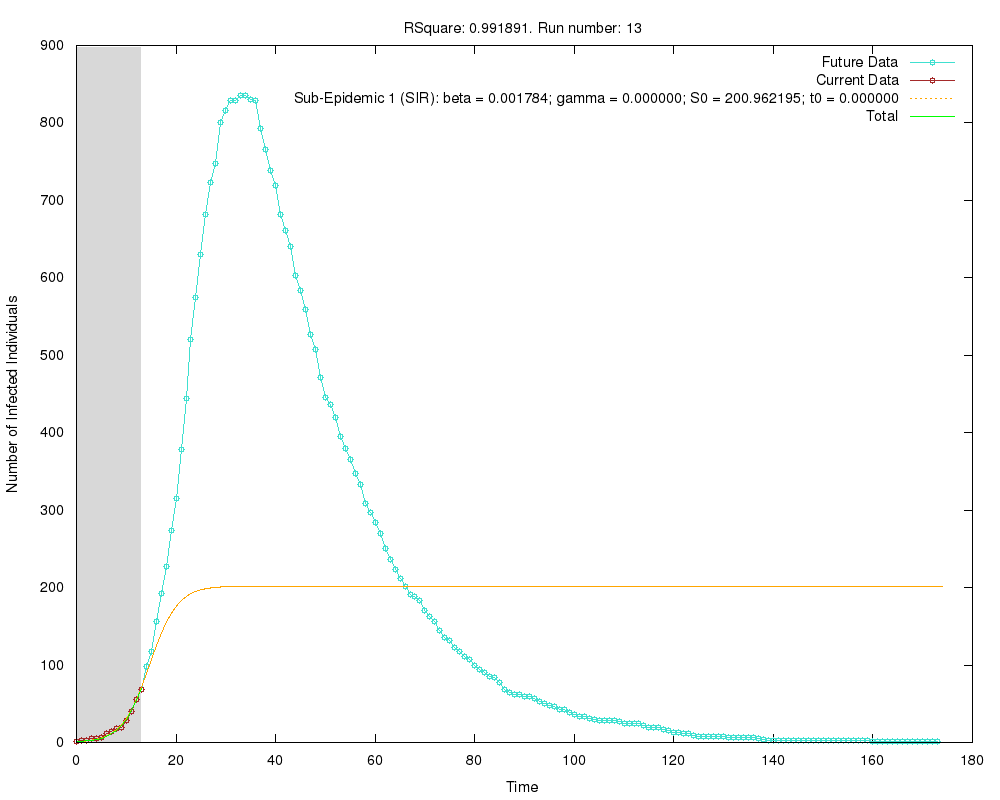 RSquare: 0.991891. Run number: 13
Future Data
Current Data
Sub-Epidemic 1 (SIR): beta = 0.001784; gamma = 0.000000; S0 = 200.962195; t0 = 0.000000
Total
Number of Infected Individuals
900
800
700
600
500
400
300
200
100
0
0 20 40 60 80 100 120 140 160 180
Time